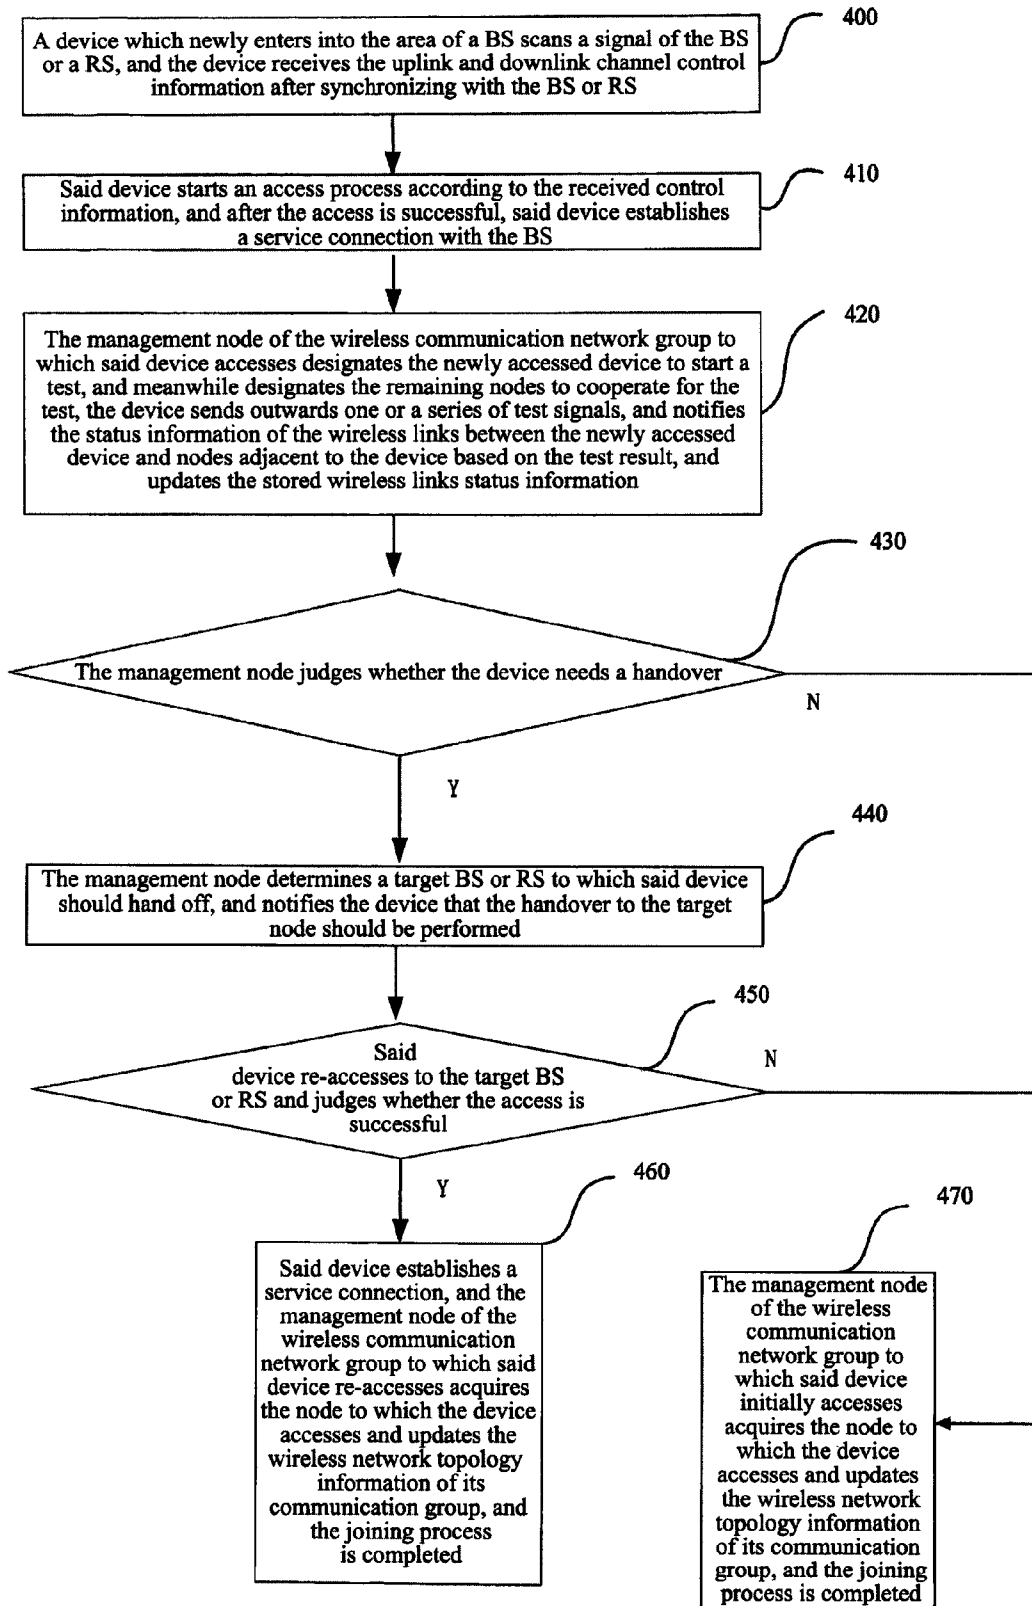 400
A device which newly enters into the area of a BS scans a signal of the BS
or a RS, and the device receives the uplink and downlink channel control
information after synchronizing with the BS or RS
410
Said device starts an access process according to the received control
information, and after the access is successful, said device establishes
a service connection with the BS
420
The management node of the wireless communication network group to
which said device accesses designates the newly accessed device to start a
test, and meanwhile designates the remaining nodes to cooperate for the
test, the device sends outwards one or a series of test signals, and notifies
the status information of the wireless links between the newly accessed
device and nodes adjacent to the device based on the test result, and
updates the stored wireless links status information
430
The management node judges whether the device needs a handover
N
Y
440
The management node determines a target BS or RS to which said device
should hand off, and notifies the device that the handover to the target
node should be performed
450
Said
device re-accesses to the target BS
or RS and judges whether the access is
successful
N
Y
460
Said device establishes a
service connection, and the
management node of the
wireless communication
network group to which said
device re-accesses acquires
the node to which the device
accesses and updates the
wireless network topology
information of its
communication group, and
the joining process
is completed
470
The management node
of the wireless
communication
network group to
which said device
initially accesses
acquires the node to
which the device
accesses and updates
the wireless network
topology information
of its communication
group, and the joining
process is completed